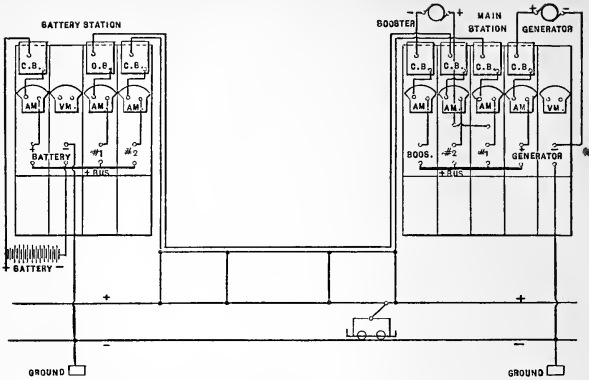 BATTERY STATION
BOOSTER
MAIN STATION
GENERATOR
- +
+ -
C.B. O.B. C.B.
C.B. C.B. C.B. C.B.
AM. VM. AM. AM.
AM. AM. AM. AM. VM.
+ -
BATTERY
#1 #2
+BUS
BOOS. #2 #1
+ -
GENERATOR
+BUS
+ BATTERY -
+ +
- -
GROUND
GROUND